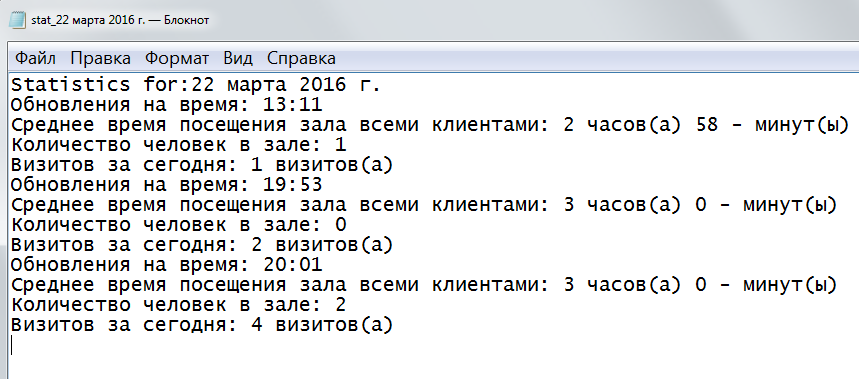 stat_22 марта 2016 г. — Блокнот
Файл Правка Формат Вид Справка
Statistics for:22 марта 2016 г.
Обновления на время: 13:11
Среднее время посещения зала всеми клиентами: 2 часов(а) 58 - минут(ы)
Количество человек в зале: 1
Визитов за сегодня: 1 визитов(а)
Обновления на время: 19:53
Среднее время посещения зала всеми клиентами: 3 часов(а) 0 - минут(ы)
Количество человек в зале: 0
Визитов за сегодня: 2 визитов(а)
Обновления на время: 20:01
Среднее время посещения зала всеми клиентами: 3 часов(а) 0 - минут(ы)
Количество человек в зале: 2
Визитов за сегодня: 4 визитов(а)